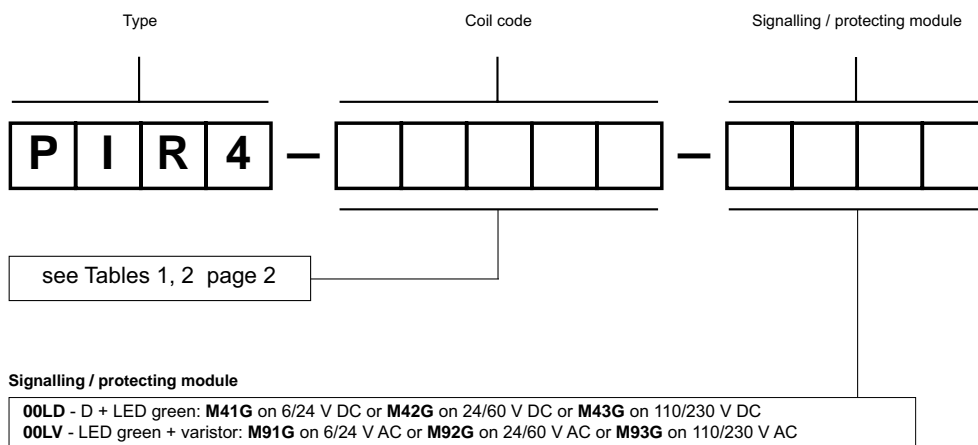 Type Coil code Signalling / protecting module
P I R 4 – –
see Tables 1, 2 page 2
Signalling / protecting module
00LD - D + LED green: M41G on 6/24 V DC or M42G on 24/60 V DC or M43G on 110/230 V DC
00LV - LED green + varistor: M91G on 6/24 V AC or M92G on 24/60 V AC or M93G on 110/230 V AC